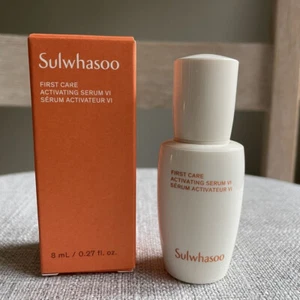 Sulwhasoo
FIRST CARE
ACTIVATING SERUM VI
SÉRUM ACTIVATEUR VI
8 mL / 0.27 fl. oz.
FIRST CARE
ACTIVATING SERUM VI
SÉRUM ACTIVATEUR VI
Sulwhasoo